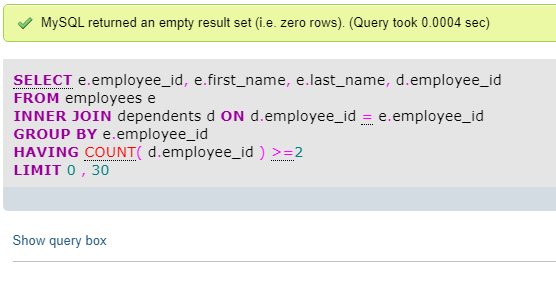 MySQL returned an empty result set (i.e. zero rows). (Query took 0.0004 sec)
SELECT e.employee_id, e.first_name, e.last_name, d.employee_id
FROM employees e
INNER JOIN dependents d ON d.employee_id = e.employee_id
GROUP BY e.employee_id
HAVING COUNT( d.employee_id ) >=2
LIMIT 0 , 30
Show query box